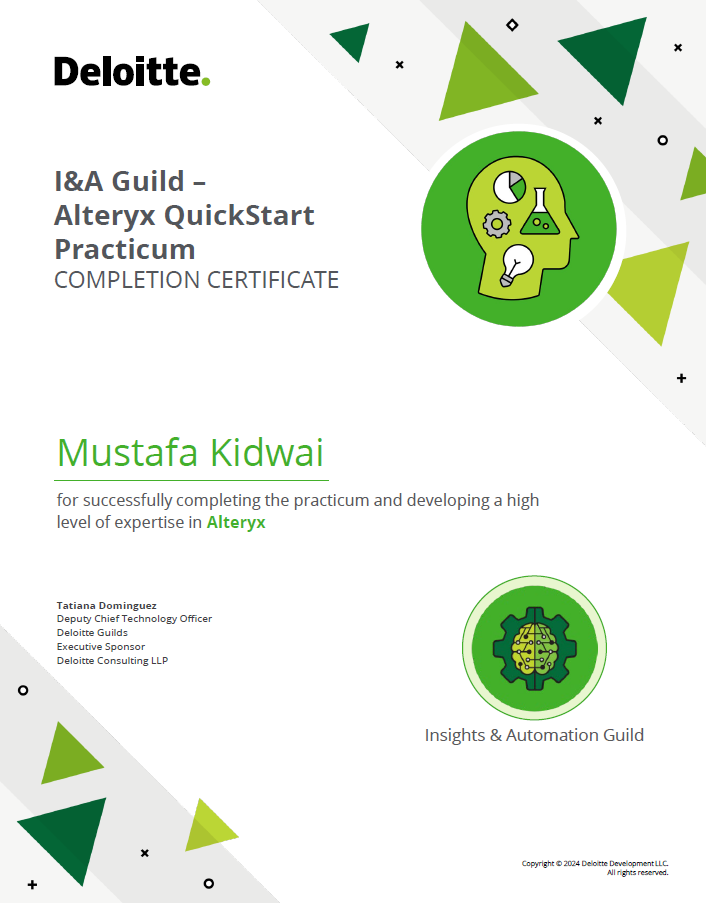 Deloitte.
I&A Guild –
Alteryx QuickStart
Practicum
COMPLETION CERTIFICATE
Mustafa Kidwai
for successfully completing the practicum and developing a high
level of expertise in Alteryx
Tatiana Dominguez
Deputy Chief Technology Officer
Deloitte Guilds
Executive Sponsor
Deloitte Consulting LLP
Insights & Automation Guild
Copyright © 2024 Deloitte Development LLC.
All rights reserved.